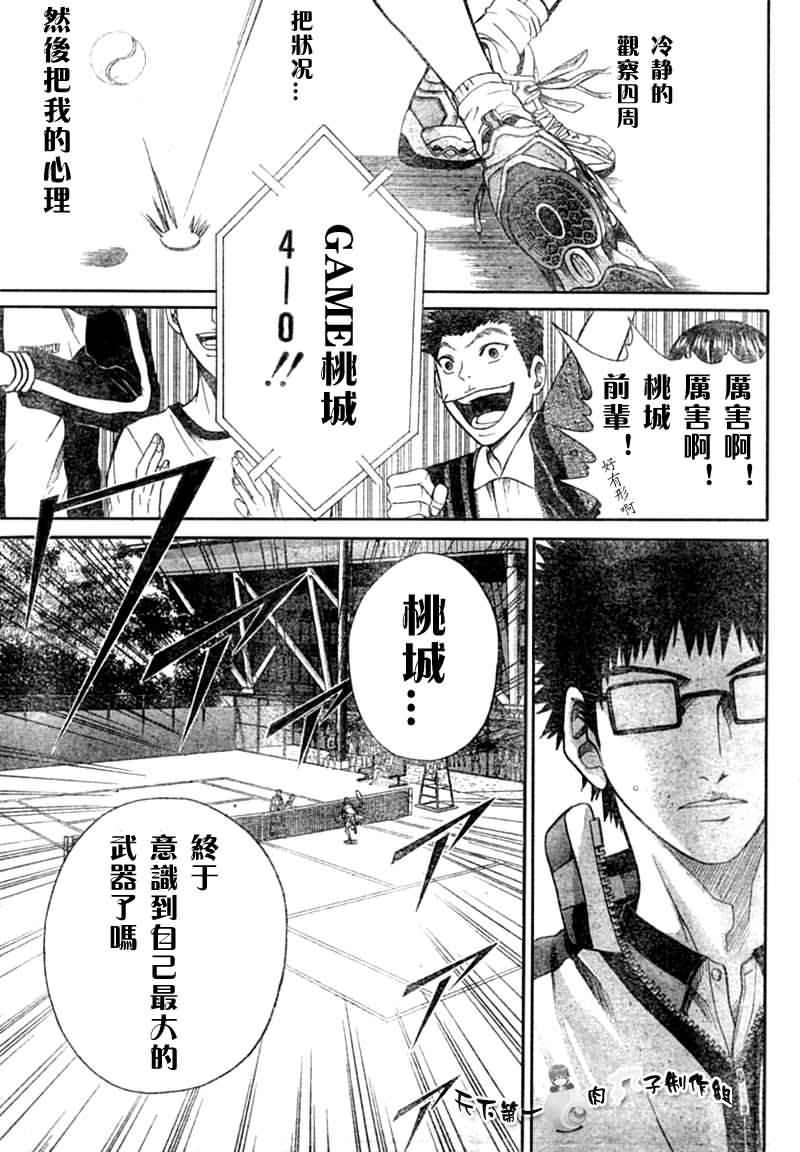 冷静的
觀察四周
把狀况…
然後把我的心理
GAME桃城
4–0!!
厲害啊！
厲害啊！
桃城
前輩！
好有形啊
桃城…
終于
意識到自己最大的
武器了嗎
天下第一
肉
子制作組